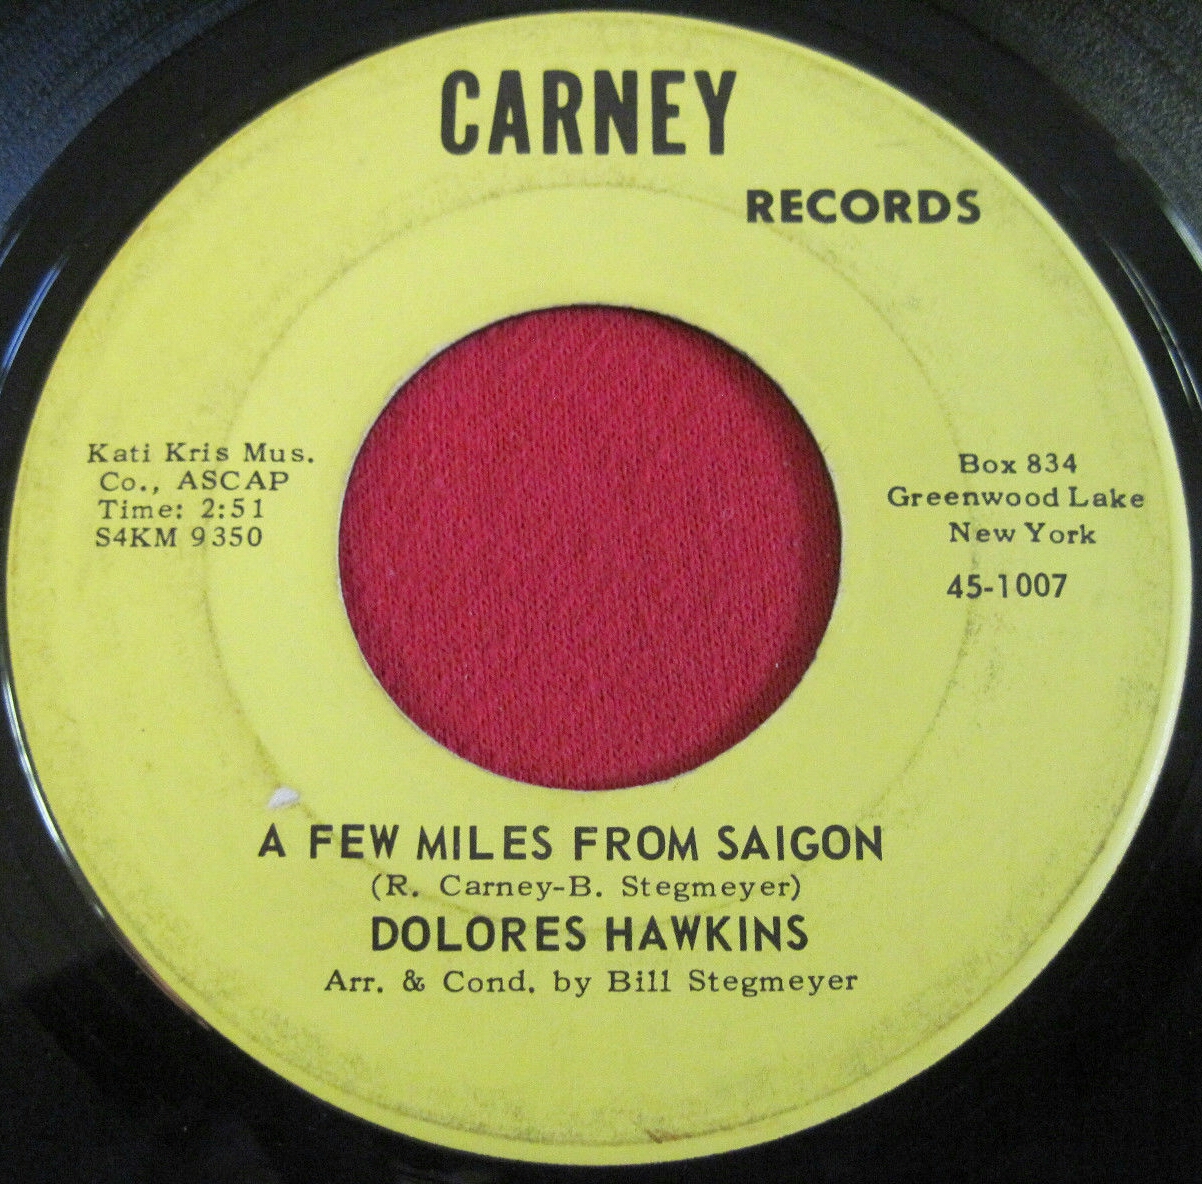 CARNEY
RECORDS
Kati Kris Mus.
Co., ASCAP
Time: 2:51
S4KM 9350
Box 834
Greenwood Lake
New York
45-1007
A FEW MILES FROM SAIGON
(R. Carney-B. Stegmeyer)
DOLORES HAWKINS
Arr. & Cond. by Bill Stegmeyer